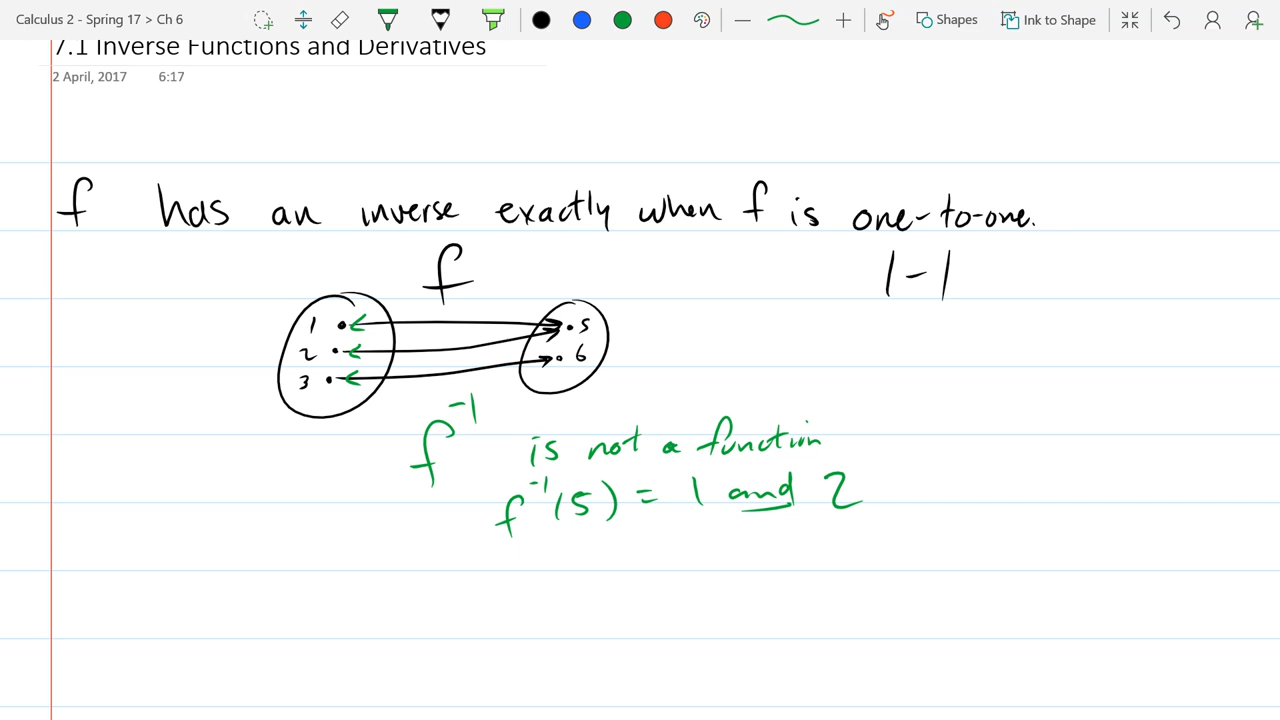 Calculus 2 - Spring 17 > Ch 6
Shapes
Ink to Shape
7.1 Inverse Functions and Derivatives
2 April, 2017 6:17
f has an inverse exactly when f is one-to-one.
f
1-1
1
2
3
5
6
f⁻¹ is not a function
f⁻¹(5) = 1 and 2